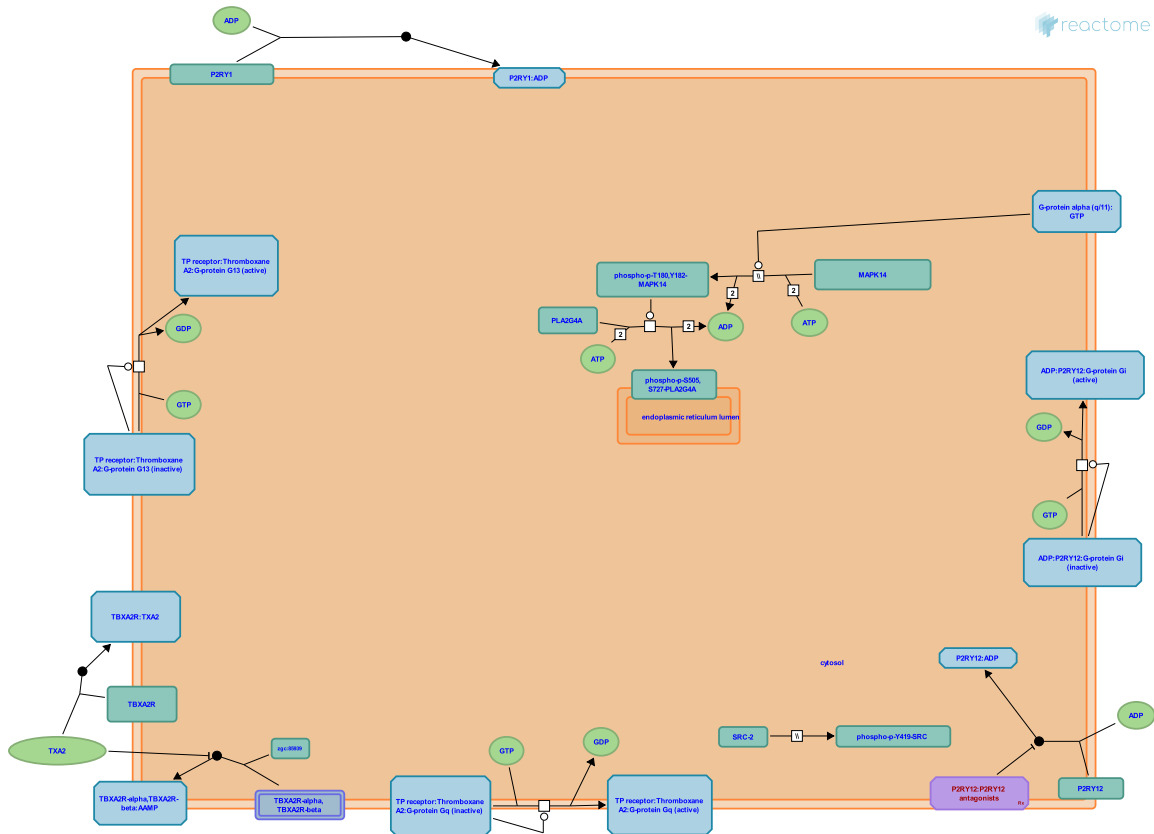 reactome
ADP
P2RY1
P2RY1:ADP
G-protein alpha (q/11):
GTP
TP receptor:Thromboxane
A2:G-protein G13 (active)
phospho-p-T180,Y182-
MAPK14
\\
MAPK14
2
2
ADP
ATP
PLA2G4A
2
2
ATP
GDP
phospho-p-S505,
S727-PLA2G4A
endoplasmic reticulum lumen
GTP
ADP:P2RY12:G-protein Gi
(active)
GDP
TP receptor:Thromboxane
A2:G-protein G13 (inactive)
GTP
ADP:P2RY12:G-protein Gi
(inactive)
TBXA2R:TXA2
TBXA2R
cytosol
P2RY12:ADP
ADP
TXA2
zgc:85939
SRC-2
\\
phospho-p-Y419-SRC
GTP
GDP
TBXA2R-alpha,TBXA2R-
beta:AAMP
TBXA2R-alpha,
TBXA2R-beta
TP receptor:Thromboxane
A2:G-protein Gq (inactive)
TP receptor:Thromboxane
A2:G-protein Gq (active)
P2RY12:P2RY12
antagonists
Rx
P2RY12